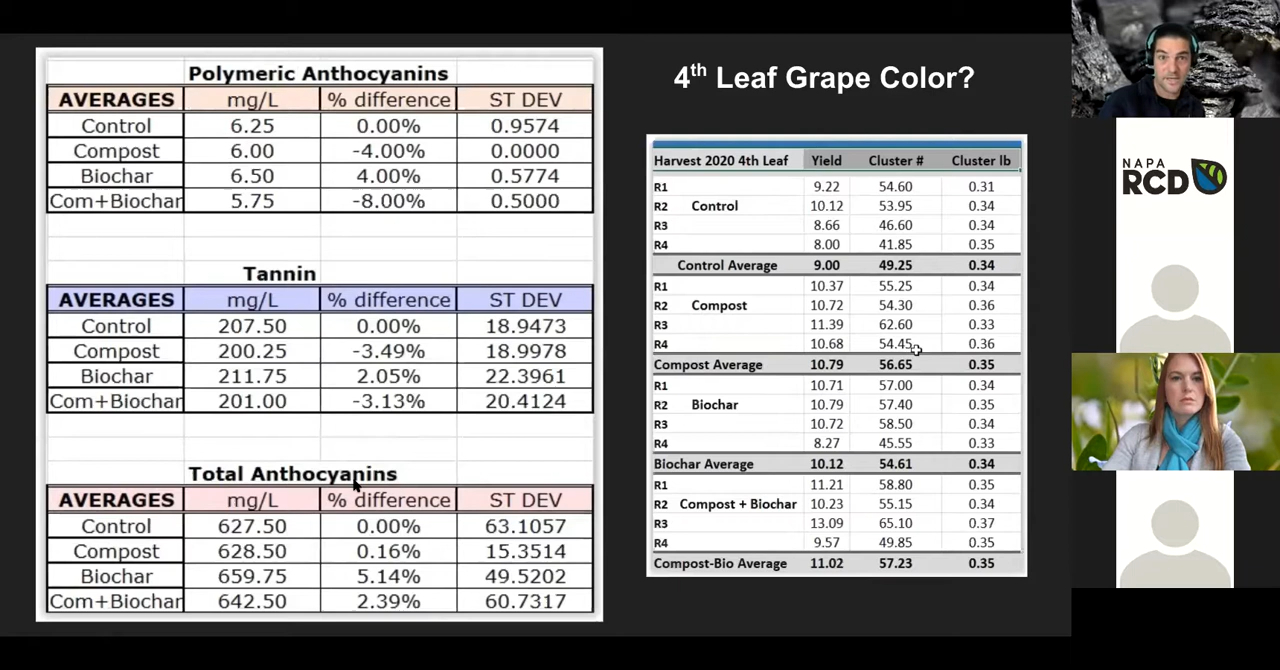 4th Leaf Grape Color?
Polymeric Anthocyanins
AVERAGES mg/L % difference ST DEV
Control 6.25 0.00% 0.9574
Compost 6.00 -4.00% 0.0000
Biochar 6.50 4.00% 0.5774
Com+Biochar 5.75 -8.00% 0.5000
Tannin
AVERAGES mg/L % difference ST DEV
Control 207.50 0.00% 18.9473
Compost 200.25 -3.49% 18.9978
Biochar 211.75 2.05% 22.3961
Com+Biochar 201.00 -3.13% 20.4124
Total Anthocyanins
AVERAGES mg/L % difference ST DEV
Control 627.50 0.00% 63.1057
Compost 628.50 0.16% 15.3514
Biochar 659.75 5.14% 49.5202
Com+Biochar 642.50 2.39% 60.7317
Harvest 2020 4th Leaf Yield Cluster # Cluster lb
R1 9.22 54.60 0.31
R2 Control 10.12 53.95 0.34
R3 8.66 46.60 0.34
R4 8.00 41.85 0.35
Control Average 9.00 49.25 0.34
R1 10.37 55.25 0.34
R2 Compost 10.72 54.30 0.36
R3 11.39 62.60 0.33
R4 10.68 54.45 0.36
Compost Average 10.79 56.65 0.35
R1 10.71 57.00 0.34
R2 Biochar 10.79 57.40 0.35
R3 10.72 58.50 0.34
R4 8.27 45.55 0.33
Biochar Average 10.12 54.61 0.34
R1 11.21 58.80 0.35
R2 Compost + Biochar 10.23 55.15 0.34
R3 13.09 65.10 0.37
R4 9.57 49.85 0.35
Compost-Bio Average 11.02 57.23 0.35
NAPA
RCD